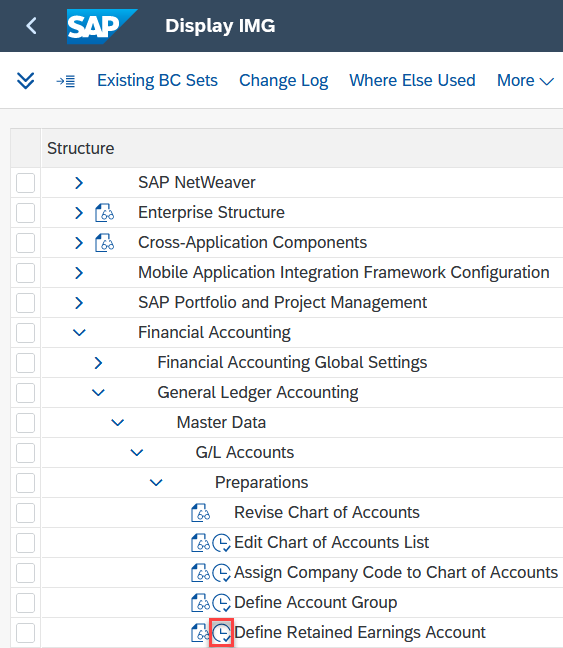 SAP Display IMG
Existing BC Sets Change Log Where Else Used More
Structure
SAP NetWeaver
Enterprise Structure
Cross-Application Components
Mobile Application Integration Framework Configuration
SAP Portfolio and Project Management
Financial Accounting
Financial Accounting Global Settings
General Ledger Accounting
Master Data
G/L Accounts
Preparations
Revise Chart of Accounts
Edit Chart of Accounts List
Assign Company Code to Chart of Accounts
Define Account Group
Define Retained Earnings Account